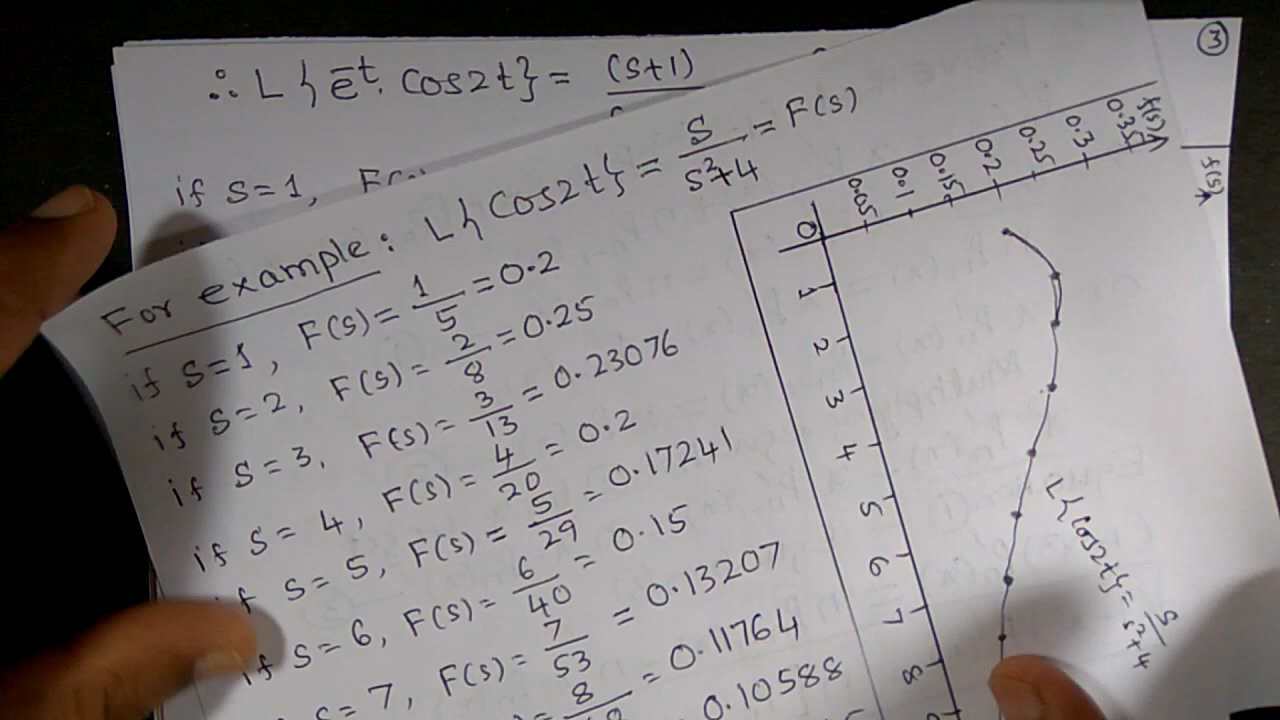 ③
∴ L{e^-t. Cos2t} = (s+1)
if s=1,
For example: L{Cos2t} = s/(s²+4) = F(s)
if s=1, F(s) = 1/5 = 0.2
if s=2, F(s) = 2/8 = 0.25
if s=3, F(s) = 3/13 = 0.23076
if s=4, F(s) = 4/20 = 0.2
if s=5, F(s) = 5/29 = 0.17241
if s=6, F(s) = 6/40 = 0.15
s=7, F(s) = 7/53 = 0.13207
= 8/ = 0.11764
0.10588
f(s)
0.35
0.3
0.25
0.2
0.15
0.1
0.05
0
1
2
3
4
5
6
7
8
L{Cos2t} = s/(s²+4)
f(s)